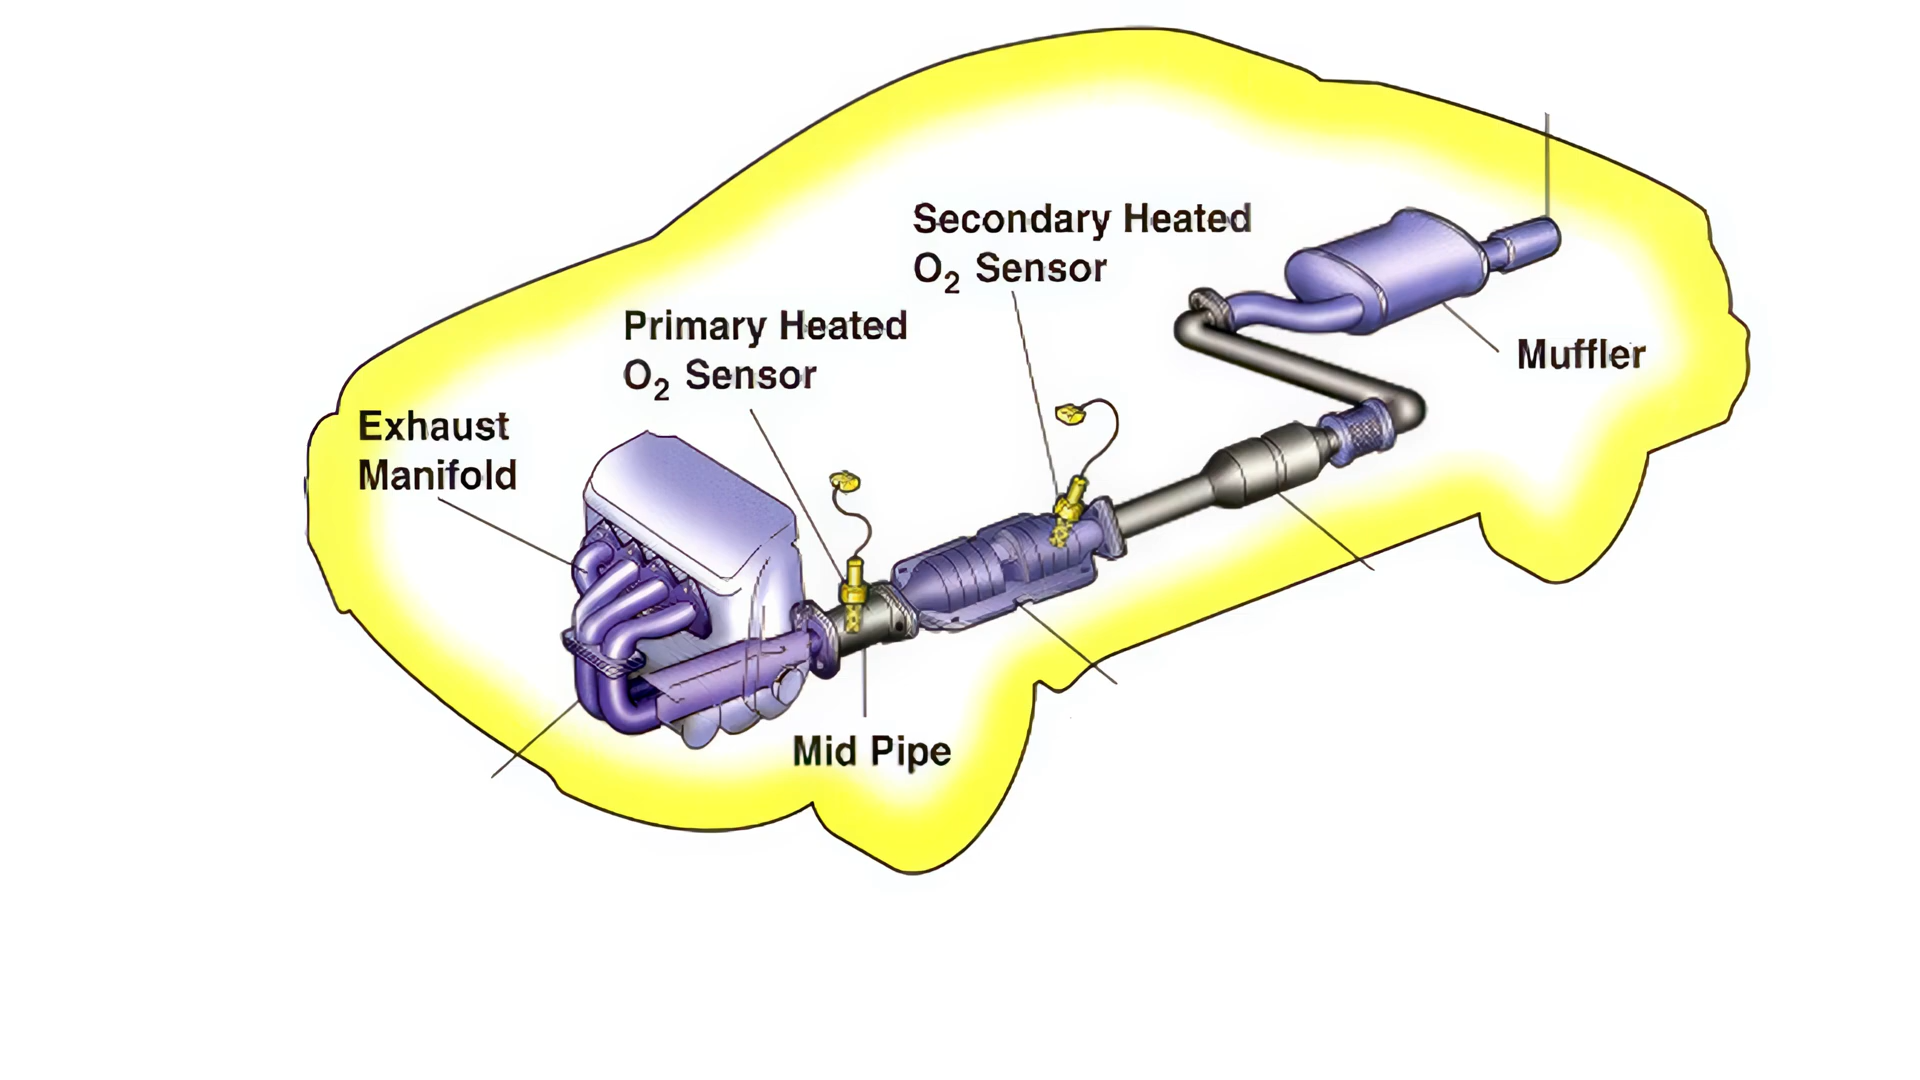 Secondary Heated
O₂ Sensor
Primary Heated
O₂ Sensor
Muffler
Exhaust
Manifold
Mid Pipe